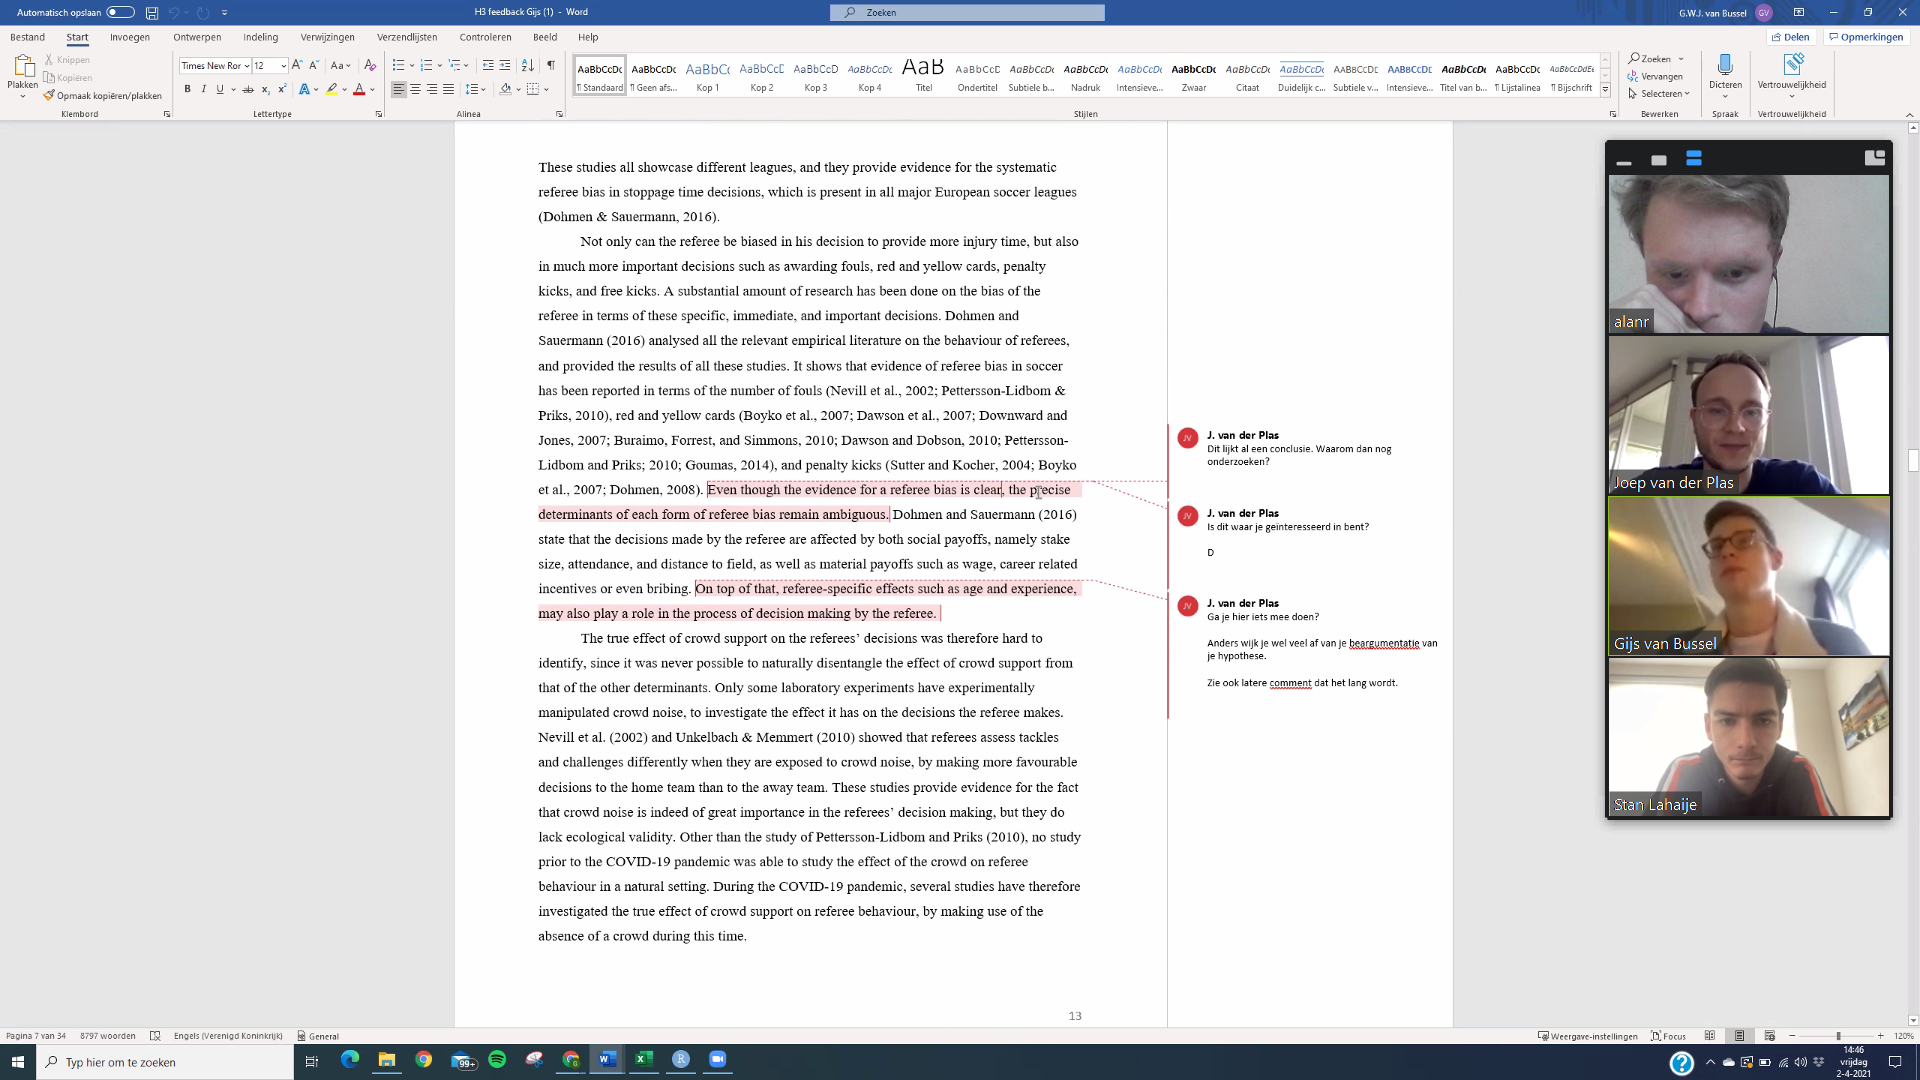 Automatisch opslaan
H3 feedback Gijs (1) - Word
Zoeken
G.W.J. van Bussel GV
Bestand Start Invoegen Ontwerpen Indeling Verwijzingen Verzendlijsten Controleren Beeld Help
Delen Opmerkingen
Plakken
Knippen
Kopiëren
Opmaak kopiëren/plakken
Klembord
Times New Ror 12
Lettertype
Alinea
AaBbCcDc AaBbCcDc AaBbCc AaBbCcE AaBbCcD AaBbCcDc AaB AaBbCcDc AaBbCcDc AaBbCcDc AaBbCcDc AaBbCcDc AaBbCcDc AaBbCcDc AABBCCDE AABBCCDE AaBbCcDc AaBbCcDc AaBbCcDdEe
¶ Standaard ¶ Geen afs... Kop 1 Kop 2 Kop 3 Kop 4 Titel Ondertitel Subtiele b... Nadruk Intensieve... Zwaar Citaat Duidelijk c... Subtiele v... Intensieve... Titel van b... ¶ Lijstalinea ¶ Bijschrift
Stijlen
Zoeken
Vervangen
Selecteren
Bewerken
Dicteren
Spraak
Vertrouwelijkheid
Vertrouwelijkheid
These studies all showcase different leagues, and they provide evidence for the systematic
referee bias in stoppage time decisions, which is present in all major European soccer leagues
(Dohmen & Sauermann, 2016).
Not only can the referee be biased in his decision to provide more injury time, but also
in much more important decisions such as awarding fouls, red and yellow cards, penalty
kicks, and free kicks. A substantial amount of research has been done on the bias of the
referee in terms of these specific, immediate, and important decisions. Dohmen and
Sauermann (2016) analysed all the relevant empirical literature on the behaviour of referees,
and provided the results of all these studies. It shows that evidence of referee bias in soccer
has been reported in terms of the number of fouls (Nevill et al., 2002; Pettersson-Lidbom &
Priks, 2010), red and yellow cards (Boyko et al., 2007; Dawson et al., 2007; Downward and
Jones, 2007; Buraimo, Forrest, and Simmons, 2010; Dawson and Dobson, 2010; Pettersson-
Lidbom and Priks; 2010; Goumas, 2014), and penalty kicks (Sutter and Kocher, 2004; Boyko
et al., 2007; Dohmen, 2008). Even though the evidence for a referee bias is clear, the precise
determinants of each form of referee bias remain ambiguous. Dohmen and Sauermann (2016)
state that the decisions made by the referee are affected by both social payoffs, namely stake
size, attendance, and distance to field, as well as material payoffs such as wage, career related
incentives or even bribing. On top of that, referee-specific effects such as age and experience,
may also play a role in the process of decision making by the referee.
The true effect of crowd support on the referees’ decisions was therefore hard to
identify, since it was never possible to naturally disentangle the effect of crowd support from
that of the other determinants. Only some laboratory experiments have experimentally
manipulated crowd noise, to investigate the effect it has on the decisions the referee makes.
Nevill et al. (2002) and Unkelbach & Memmert (2010) showed that referees assess tackles
and challenges differently when they are exposed to crowd noise, by making more favourable
decisions to the home team than to the away team. These studies provide evidence for the fact
that crowd noise is indeed of great importance in the referees’ decision making, but they do
lack ecological validity. Other than the study of Pettersson-Lidbom and Priks (2010), no study
prior to the COVID-19 pandemic was able to study the effect of the crowd on referee
behaviour in a natural setting. During the COVID-19 pandemic, several studies have therefore
investigated the true effect of crowd support on referee behaviour, by making use of the
absence of a crowd during this time.
13
JV J. van der Plas
Dit lijkt al een conclusie. Waarom dan nog
onderzoeken?
JV J. van der Plas
Is dit waar je geïnteresseerd in bent?
D
JV J. van der Plas
Ga je hier iets mee doen?
Anders wijk je wel veel af van je beargumentatie van
je hypothese.
Zie ook latere comment dat het lang wordt.
alanr
Joep van der Plas
Gijs van Bussel
Stan Lahaije
Pagina 7 van 34 8797 woorden Engels (Verenigd Koninkrijk) General
Weergave-instellingen Focus 120%
Typ hier om te zoeken
99+
14:46
vrijdag
2-4-2021